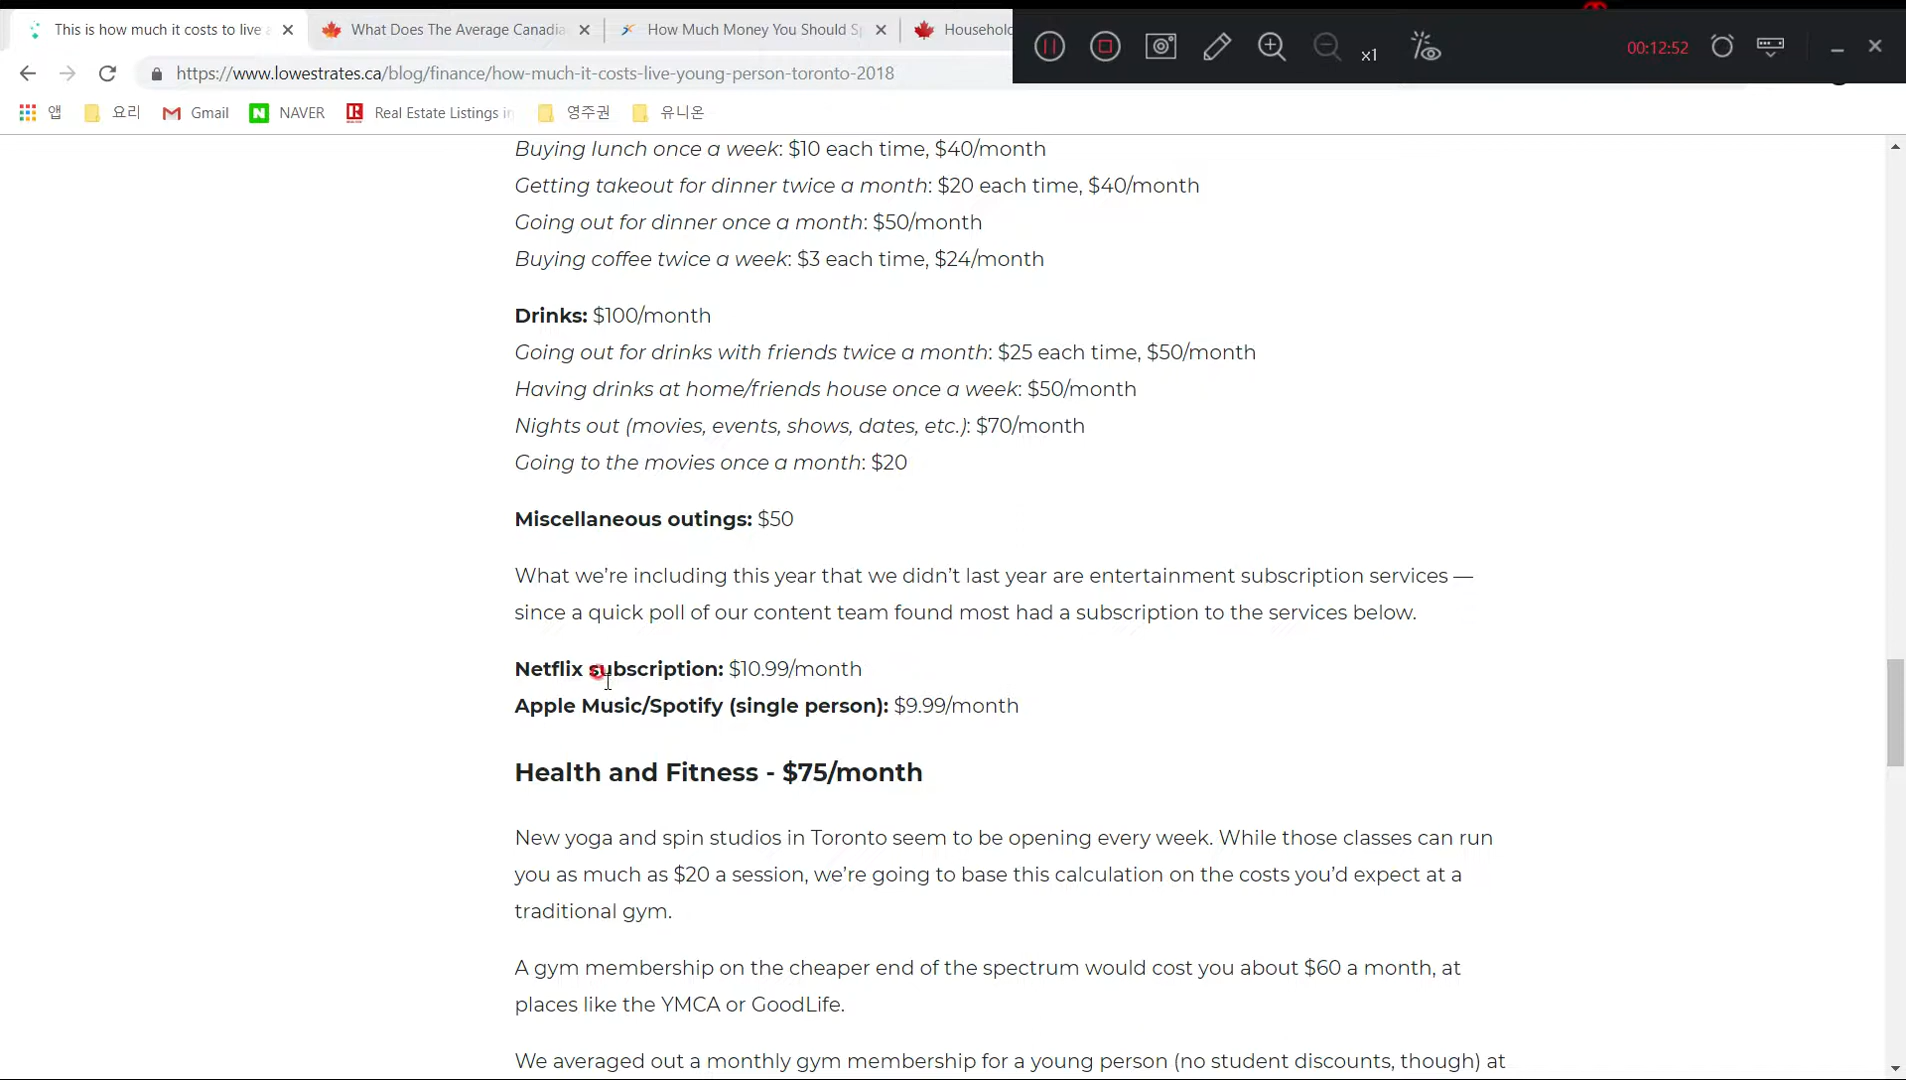 This is how much it costs to live a
What Does The Average Canadia
How Much Money You Should S
Househol
x1
00:12:52
https://www.lowestrates.ca/blog/finance/how-much-it-costs-live-young-person-toronto-2018
앱
요리
Gmail
NAVER
Real Estate Listings in
영주권
유니온
Buying lunch once a week: $10 each time, $40/month
Getting takeout for dinner twice a month: $20 each time, $40/month
Going out for dinner once a month: $50/month
Buying coffee twice a week: $3 each time, $24/month
Drinks: $100/month
Going out for drinks with friends twice a month: $25 each time, $50/month
Having drinks at home/friends house once a week: $50/month
Nights out (movies, events, shows, dates, etc.): $70/month
Going to the movies once a month: $20
Miscellaneous outings: $50
What we’re including this year that we didn’t last year are entertainment subscription services —
since a quick poll of our content team found most had a subscription to the services below.
Netflix subscription: $10.99/month
Apple Music/Spotify (single person): $9.99/month
Health and Fitness - $75/month
New yoga and spin studios in Toronto seem to be opening every week. While those classes can run
you as much as $20 a session, we’re going to base this calculation on the costs you’d expect at a
traditional gym.
A gym membership on the cheaper end of the spectrum would cost you about $60 a month, at
places like the YMCA or GoodLife.
We averaged out a monthly gym membership for a young person (no student discounts, though) at